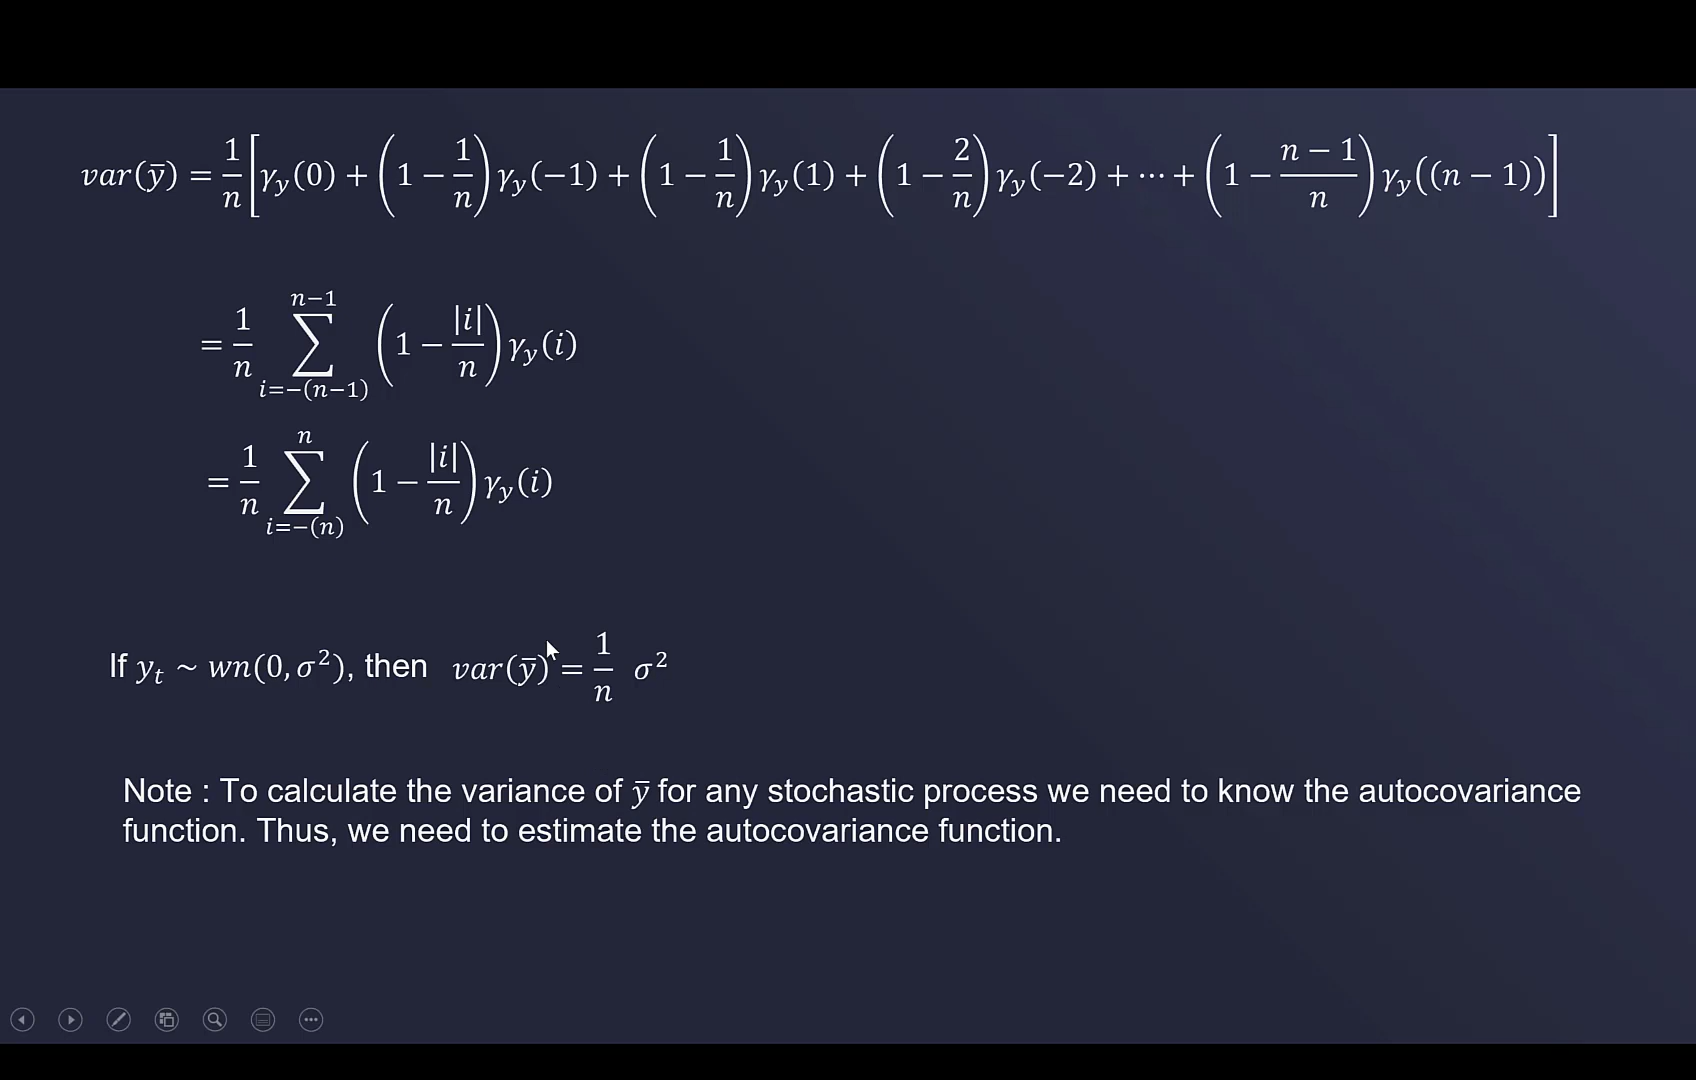 var(ȳ) = 1/n [γ_y(0) + (1 − 1/n) γ_y(−1) + (1 − 1/n) γ_y(1) + (1 − 2/n) γ_y(−2) + ⋯ + (1 − (n − 1)/n) γ_y((n − 1))]
= 1/n ∑_{i=−(n−1)}^{n−1} (1 − |i|/n) γ_y(i)
= 1/n ∑_{i=−(n)}^{n} (1 − |i|/n) γ_y(i)
If y_t ~ wn(0, σ²), then var(ȳ) = 1/n σ²
Note : To calculate the variance of ȳ for any stochastic process we need to know the autocovariance
function. Thus, we need to estimate the autocovariance function.